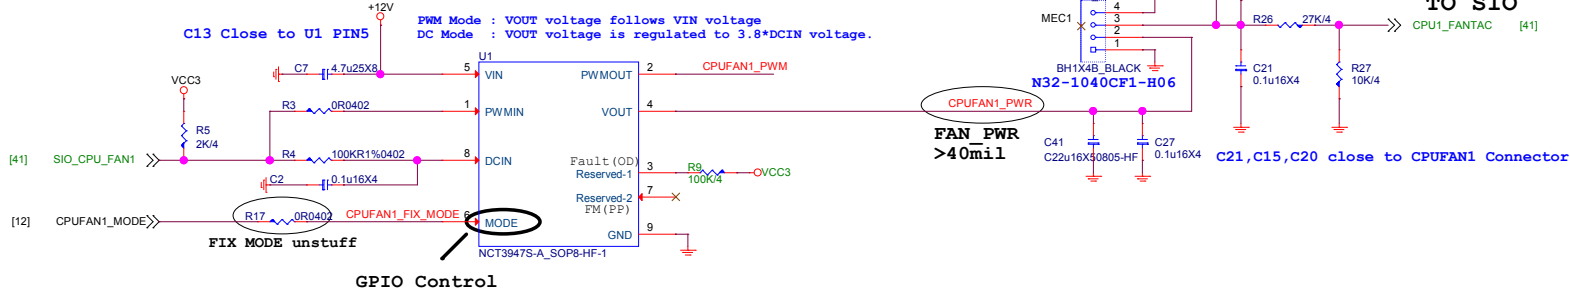 +12V
C13 Close to U1 PIN5
PWM Mode : VOUT voltage follows VIN voltage
DC Mode : VOUT voltage is regulated to 3.8*DCIN voltage.
TO SIO
4
MEC1
3
2
1
R26
27K/4
CPU1_FANTAC
[41]
C7
4.7u25X8
5
VIN
U1
PWMOUT
2
CPUFAN1_PWM
BH1X4B_BLACK
N32-1040CF1-H06
C21
0.1u16X4
R27
10K/4
VCC3
R3
0R0402
1
PWMIN
VOUT
4
CPUFAN1_PWR
FAN_PWR
>40mil
R5
2K/4
C41
C22u16X50805-HF
C27
0.1u16X4
C21,C15,C20 close to CPUFAN1 Connector
[41]
SIO_CPU_FAN1
R4
100KR1%0402
8
DCIN
Fault(OD)
Reserved-1
3
R9
100K/4
VCC3
C2
0.1u16X4
Reserved-2
7
FM(PP)
[12]
CPUFAN1_MODE
R17
0R0402
CPUFAN1_FIX_MODE
6
MODE
GND
9
FIX MODE unstuff
NCT3947S-A_SOP8-HF-1
GPIO Control